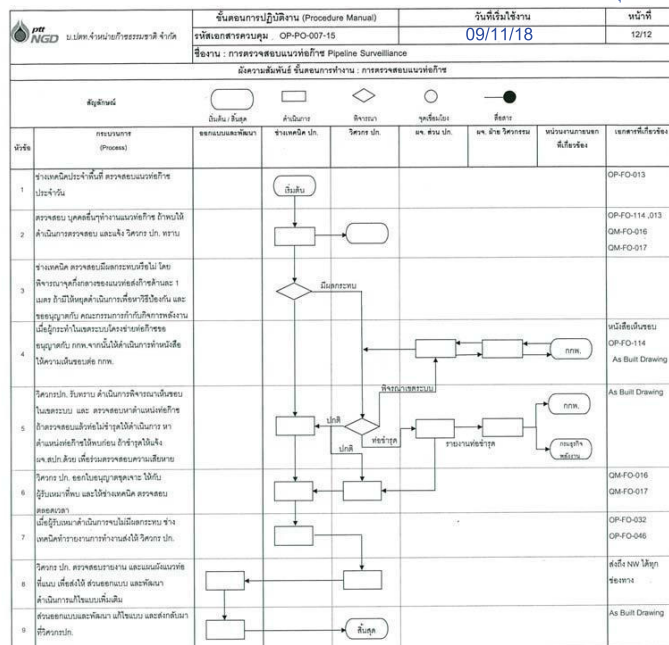 ptt
NGD
บ.ปตท.จำหน่ายก๊าซธรรมชาติ จำกัด
ขั้นตอนการปฏิบัติงาน (Procedure Manual)
วันที่เริ่มใช้งาน
หน้าที่
รหัสเอกสารควบคุม OP-PO-007-15
09/11/18
12/12
ชื่องาน : การตรวจสอบแนวท่อก๊าซ Pipeline Surveillance
ผังความสัมพันธ์ ขั้นตอนการทำงาน : การตรวจสอบแนวท่อก๊าซ
สัญลักษณ์
เริ่มต้น / สิ้นสุด
ดำเนินการ
พิจารณา
จุดเชื่อมโยง
สื่อสาร
หัวข้อ
กระบวนการ
(Process)
ออกแบบและพัฒนา
ช่างเทคนิค ปก.
วิศวกร ปก.
ผจ. ส่วน ปก.
ผจ. ฝ่าย วิศวกรรม
หน่วยงานภายนอก
ที่เกี่ยวข้อง
เอกสารที่เกี่ยวข้อง
1
ช่างเทคนิคประจำพื้นที่ ตรวจสอบแนวท่อก๊าซ
ประจำวัน
เริ่มต้น
OP-FO-013
2
ตรวจสอบ บุคคลอื่นๆทำงานแนวท่อก๊าซ ถ้าพบให้
ดำเนินการตรวจสอบ และแจ้ง วิศวกร ปก. ทราบ
OP-FO-114 ,013
QM-FO-016
QM-FO-017
3
ช่างเทคนิค ตรวจสอบมีผลกระทบหรือไม่ โดย
พิจารณาจุดกึ่งกลางของแนวท่อส่งก๊าซด้านละ 1
เมตร ถ้ามีให้หยุดดำเนินการเพื่อหาวิธีป้องกัน และ
ขออนุญาตกับ คณะกรรมการกำกับกิจการพลังงาน
มีผลกระทบ
4
เมื่อผู้กระทำในเขตระบบโครงข่ายท่อก๊าซขอ
อนุญาตกับ กกพ.จากนั้นให้ดำเนินการทำหนังสือ
ให้ความเห็นชอบต่อ กกพ.
กกพ.
หนังสือเห็นชอบ
OP-FO-114
As Built Drawing
พิจารณาเขตระบบ
5
วิศวกรปก. รับทราบ ดำเนินการพิจารณาเห็นชอบ
ในเขตระบบ และ ตรวจสอบหาตำแหน่งท่อก๊าซ
ถ้าตรวจสอบแล้วท่อไม่ชำรุดให้ดำเนินการ หา
ตำแหน่งท่อก๊าซให้พบก่อน ถ้าชำรุดให้แจ้ง
ผจ.สปก.ด้วย เพื่อร่วมตรวจสอบความเสียหาย
ปกติ
ปกติ
ท่อชำรุด
รายงานท่อชำรุด
กกพ.
กรมธุรกิจ
พลังงาน
As Built Drawing
6
วิศวกร ปก. ออกใบอนุญาตขุดเจาะ ให้กับ
ผู้รับเหมาที่พบ และให้ช่างเทคนิค ตรวจสอบ
ตลอดเวลา
QM-FO-016
QM-FO-017
7
เมื่อผู้รับเหมาดำเนินการจบไม่มีผลกระทบ ช่าง
เทคนิคทำรายงานการทำงานส่งให้ วิศวกร ปก.
OP-FO-032
OP-FO-046
8
วิศวกร ปก. ตรวจสอบรายงาน และแผนผังแนวท่อ
ที่แนบ เพื่อส่งให้ ส่วนออกแบบ และพัฒนา
ดำเนินการแก้ไขแบบเพิ่มเติม
ส่งถึง NW ได้ทุก
ช่องทาง
9
ส่วนออกแบบและพัฒนา แก้ไขแบบ และส่งกลับมา
ที่วิศวกรปก.
สิ้นสุด
As Built Drawing